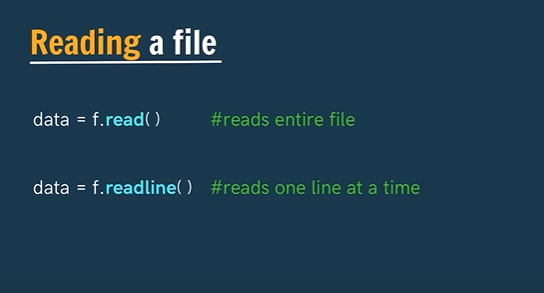 Reading a file
data = f.read() #reads entire file
data = f.readline() #reads one line at a time